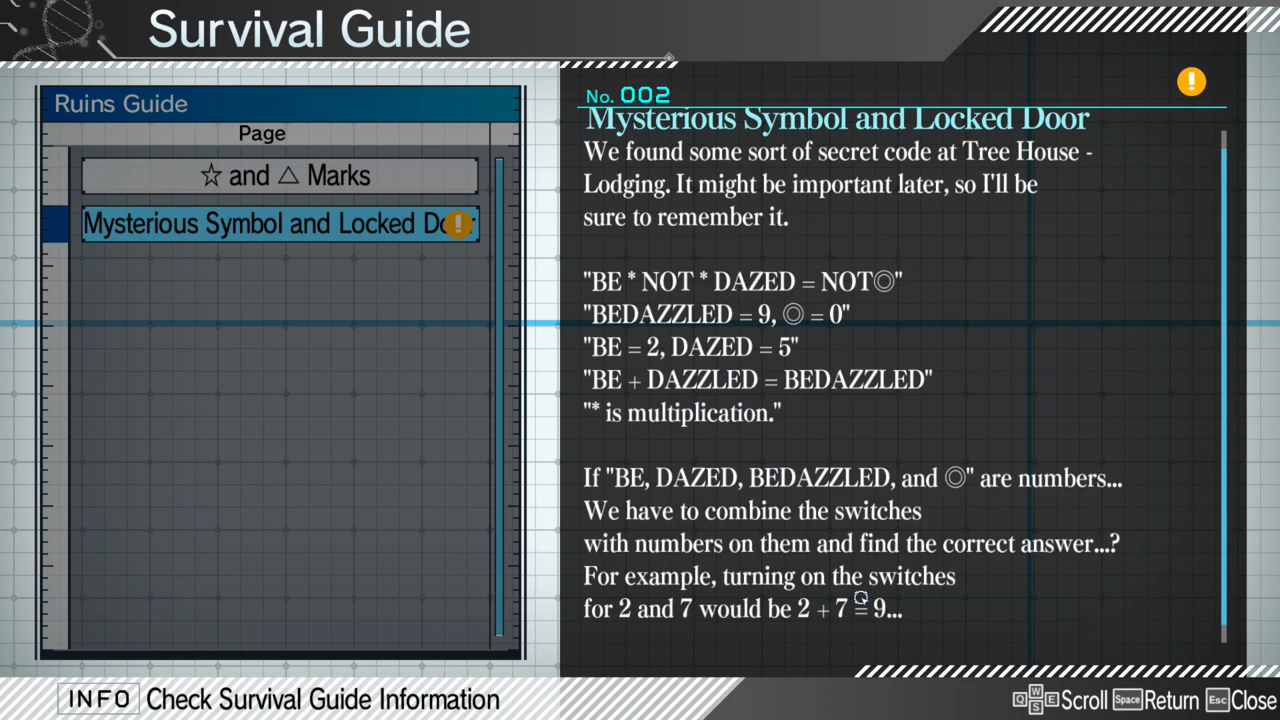 Survival Guide
Ruins Guide
Page
☆ and △ Marks
Mysterious Symbol and Locked
No. 002
Mysterious Symbol and Locked Door
We found some sort of secret code at Tree House -
Lodging. It might be important later, so I'll be
sure to remember it.
"BE * NOT * DAZED = NOT◎"
"BEDAZZLED = 9, ◎ = 0"
"BE = 2, DAZED = 5"
"BE + DAZZLED = BEDAZZLED"
"* is multiplication."
If "BE, DAZED, BEDAZZLED, and ◎" are numbers...
We have to combine the switches
with numbers on them and find the correct answer...?
For example, turning on the switches
for 2 and 7 would be 2 + 7 = 9...
INFO Check Survival Guide Information
Q W S E Scroll Space Return Esc Close